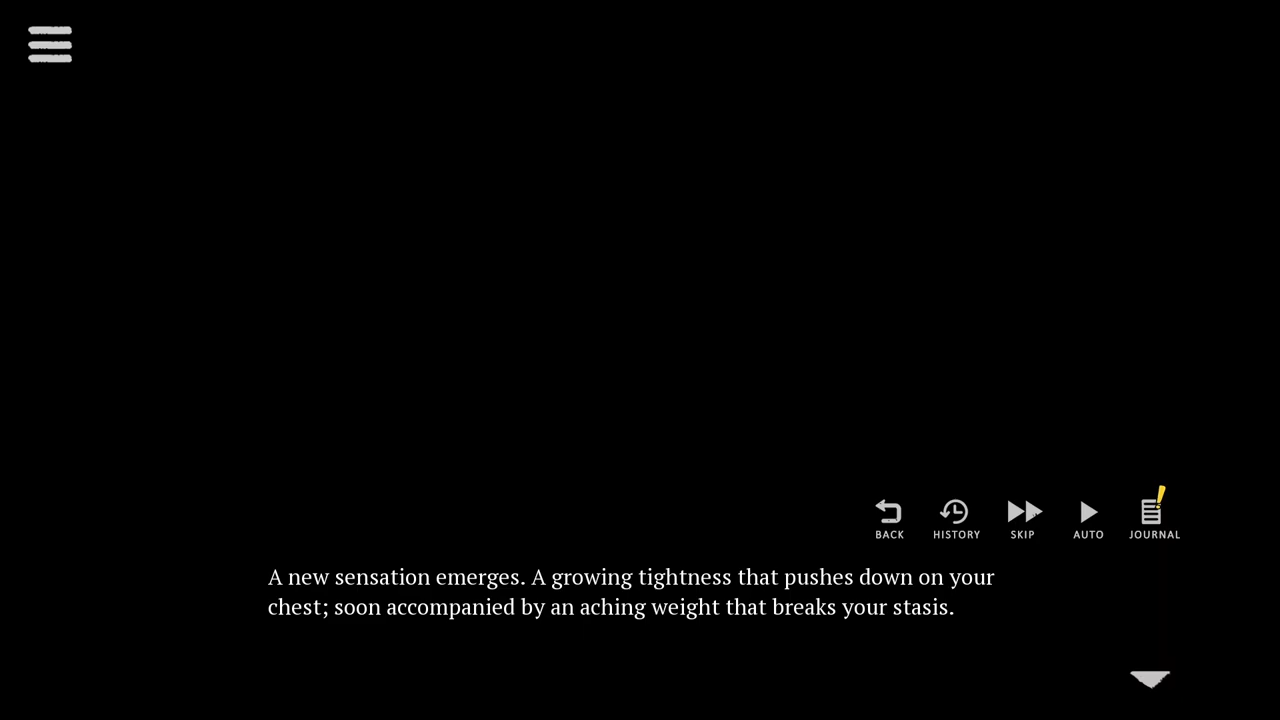 BACK HISTORY SKIP AUTO JOURNAL
A new sensation emerges. A growing tightness that pushes down on your
chest; soon accompanied by an aching weight that breaks your stasis.